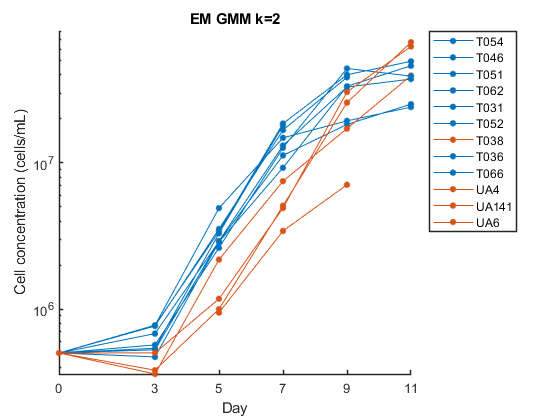 EM GMM k=2
Cell concentration (cells/mL)
10^7
10^6
0 3 5 7 9 11
Day
T054
T046
T051
T062
T031
T052
T038
T036
T066
UA4
UA141
UA6